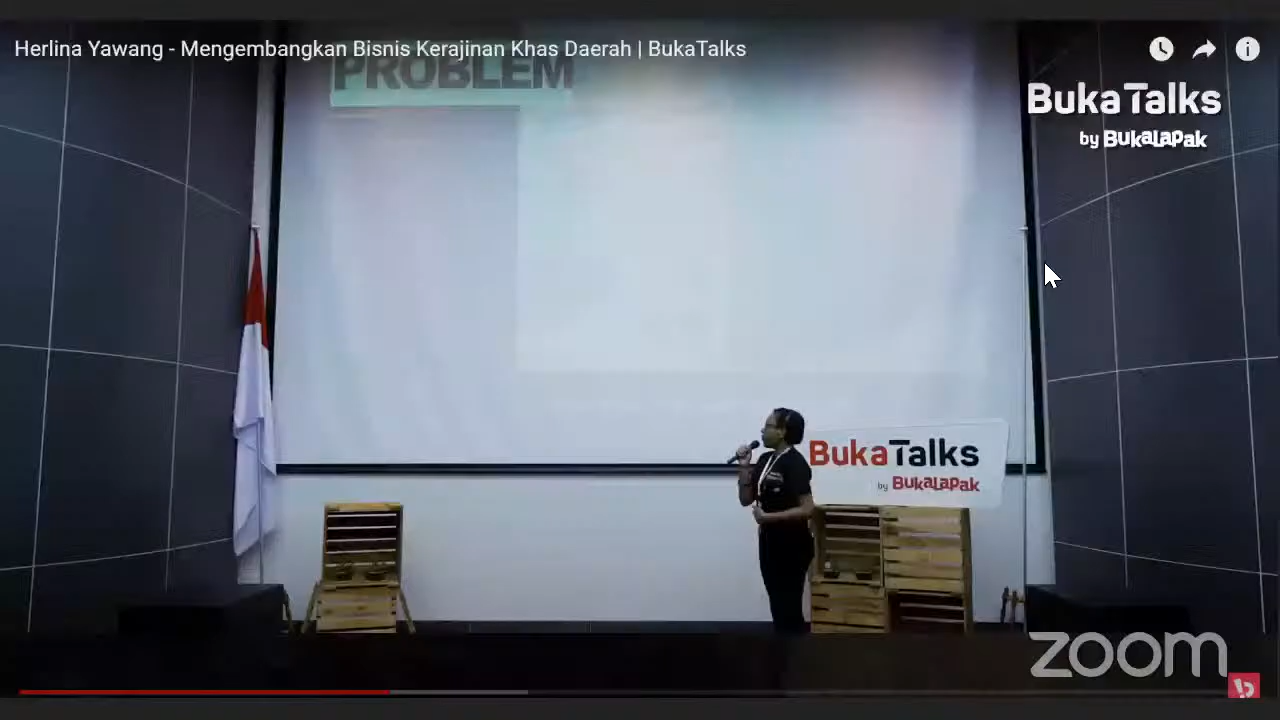 Herlina Yawang - Mengembangkan Bisnis Kerajinan Khas Daerah | BukaTalks
PROBLEM
BukaTalks
by BukaLapak
BukaTalks
by BukaLapak
zoom